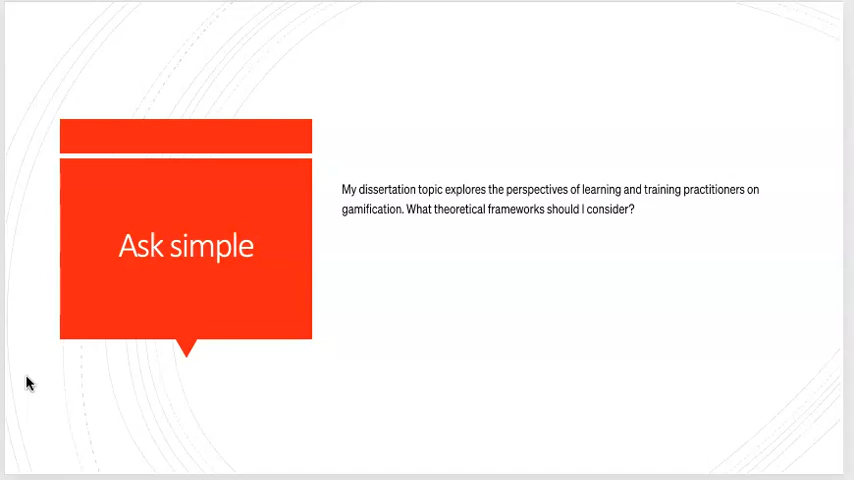 Ask simple
My dissertation topic explores the perspectives of learning and training practitioners on
gamification. What theoretical frameworks should I consider?